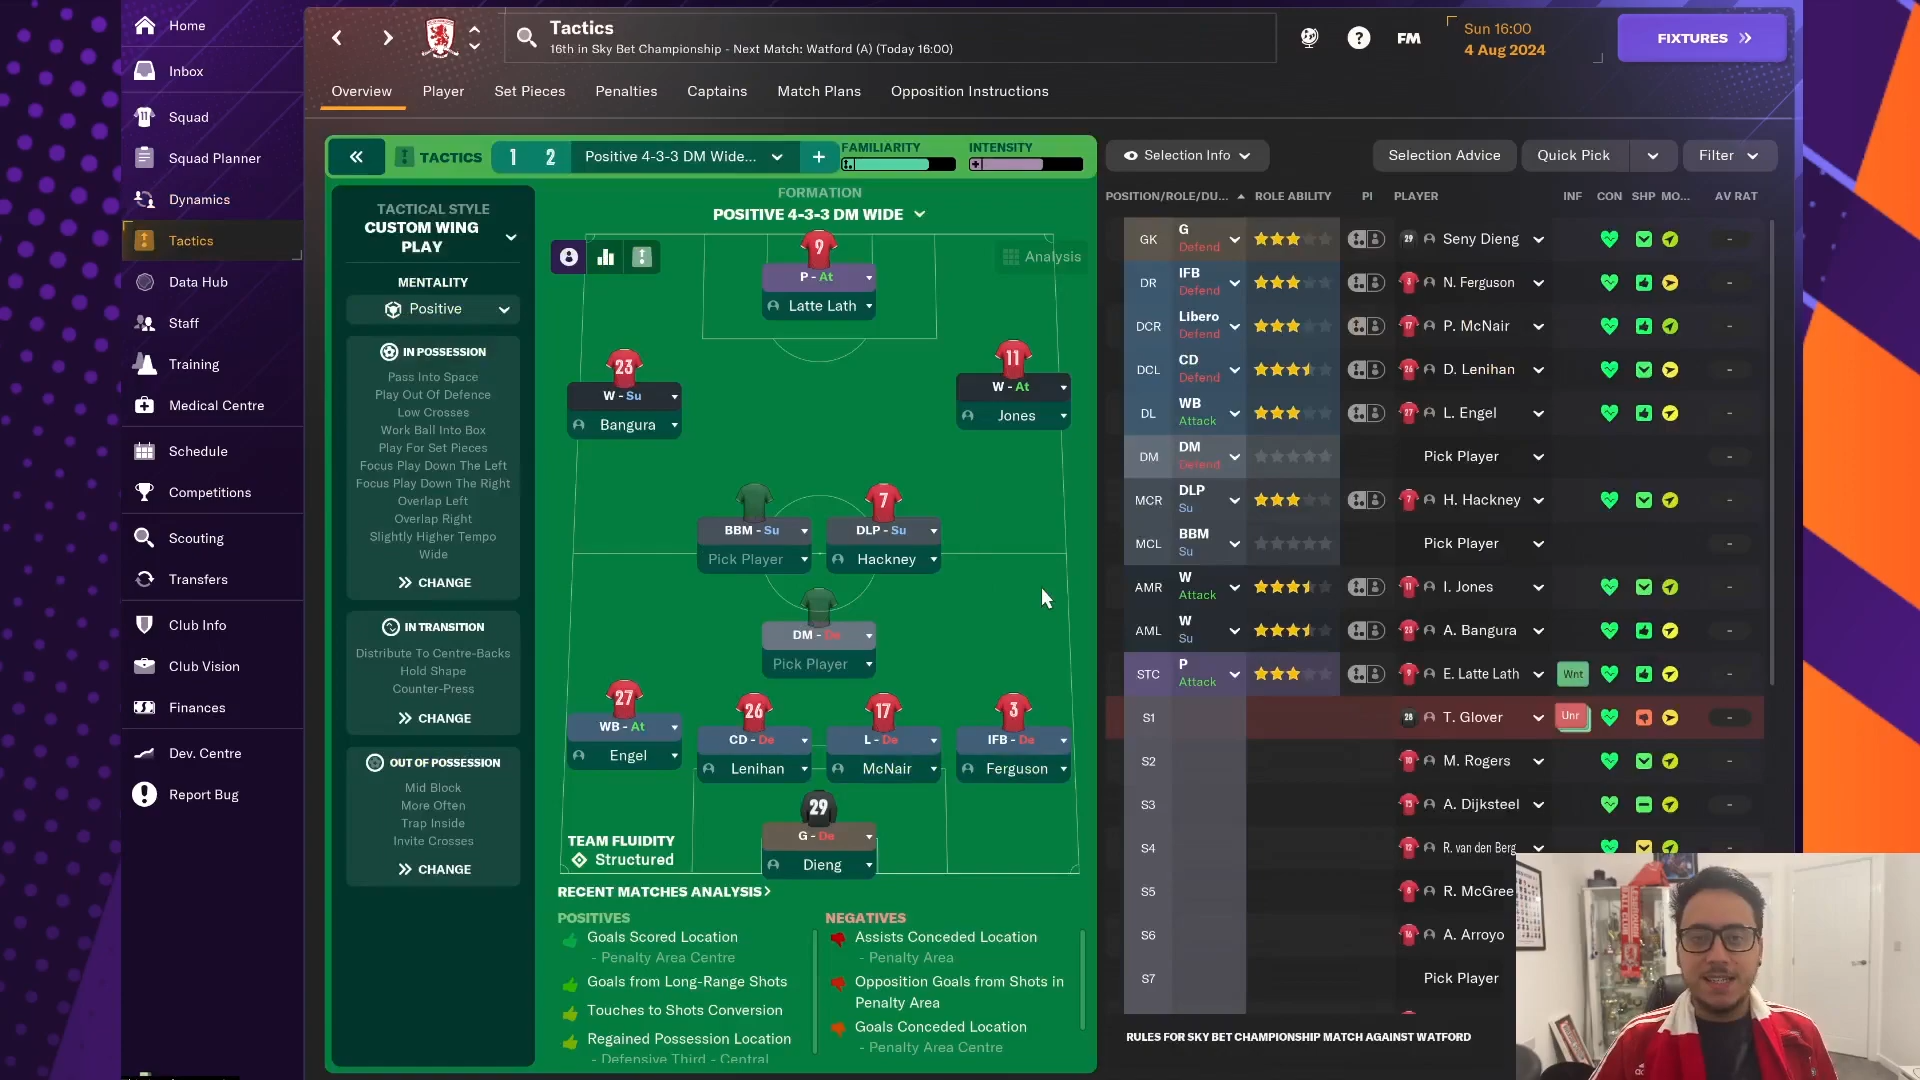 Home
Inbox
Squad
Squad Planner
Dynamics
Tactics
Data Hub
Staff
Training
Medical Centre
Schedule
Competitions
Scouting
Transfers
Club Info
Club Vision
Finances
Dev. Centre
Report Bug
Tactics
16th in Sky Bet Championship - Next Match: Watford (A) (Today 16:00)
FM
Sun 16:00
4 Aug 2024
FIXTURES
Overview
Player
Set Pieces
Penalties
Captains
Match Plans
Opposition Instructions
TACTICS
1 2
Positive 4-3-3 DM Wide...
FAMILIARITY
INTENSITY
TACTICAL STYLE
CUSTOM WING
PLAY
MENTALITY
Positive
IN POSSESSION
Pass Into Space
Play Out Of Defence
Low Crosses
Work Ball Into Box
Play For Set Pieces
Focus Play Down The Left
Focus Play Down The Right
Overlap Left
Overlap Right
Slightly Higher Tempo
Wide
CHANGE
IN TRANSITION
Distribute To Centre-Backs
Hold Shape
Counter-Press
CHANGE
OUT OF POSSESSION
Mid Block
More Often
Trap Inside
Invite Crosses
CHANGE
FORMATION
POSITIVE 4-3-3 DM WIDE
Analysis
9
P - At
Latte Lath
23
W - Su
Bangura
11
W - At
Jones
BBM - Su
Pick Player
7
DLP - Su
Hackney
DM - De
Pick Player
27
WB - At
Engel
26
CD - De
Lenihan
17
L - De
McNair
3
IFB - De
Ferguson
29
G - De
Dieng
TEAM FLUIDITY
Structured
RECENT MATCHES ANALYSIS
POSITIVES
Goals Scored Location
- Penalty Area Centre
Goals from Long-Range Shots
Touches to Shots Conversion
Regained Possession Location
- Defensive Third - Central
NEGATIVES
Assists Conceded Location
- Penalty Area
Opposition Goals from Shots in
Penalty Area
Goals Conceded Location
- Penalty Area Centre
Selection Info
Selection Advice
Quick Pick
Filter
POSITION/ROLE/DU... ROLE ABILITY PI PLAYER INF CON SHP MO... AV RAT
GK G Defend 29 Seny Dieng -
DR IFB Defend 3 N. Ferguson -
DCR Libero Defend 17 P. McNair -
DCL CD Defend 26 D. Lenihan -
DL WB Attack 27 L. Engel -
DM DM Defend Pick Player -
MCR DLP Su 7 H. Hackney -
MCL BBM Su Pick Player -
AMR W Attack 11 I. Jones -
AML W Su 23 A. Bangura -
STC P Attack 9 E. Latte Lath Wnt -
S1 28 T. Glover Unr -
S2 10 M. Rogers -
S3 15 A. Dijksteel -
S4 12 R. van den Berg
S5 8 R. McGree
S6 16 A. Arroyo
S7 Pick Player
RULES FOR SKY BET CHAMPIONSHIP MATCH AGAINST WATFORD